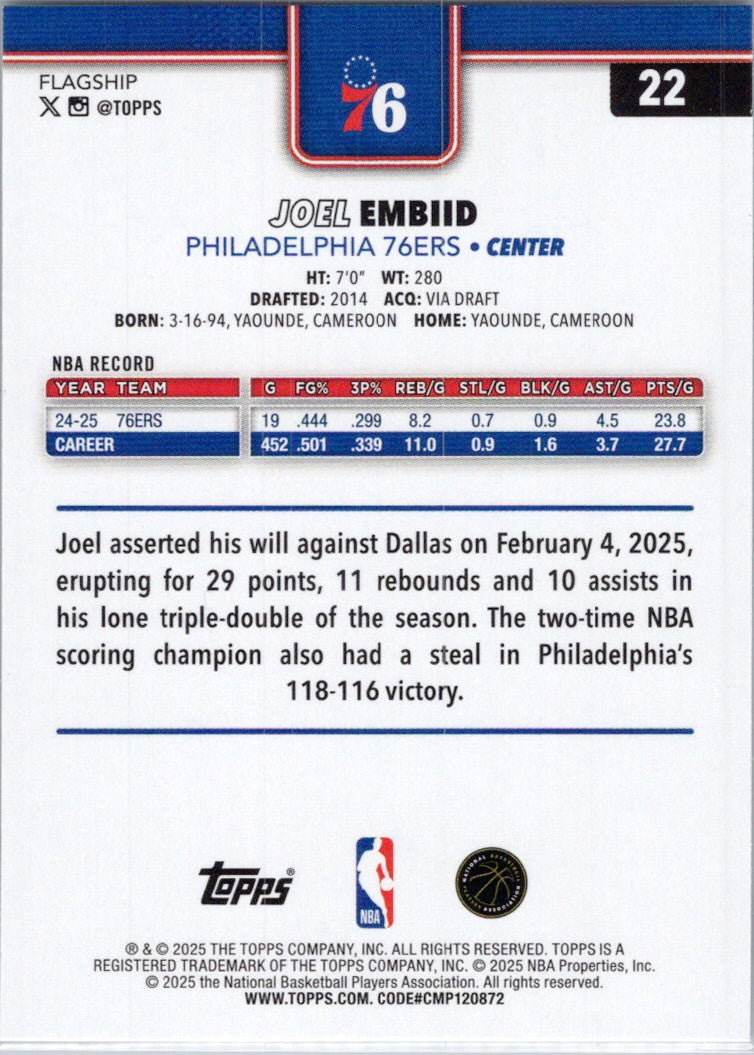 FLAGSHIP
@TOPPS
76
22
JOEL EMBIID
PHILADELPHIA 76ERS • CENTER
HT: 7'0" WT: 280
DRAFTED: 2014 ACQ: VIA DRAFT
BORN: 3-16-94, YAOUNDE, CAMEROON HOME: YAOUNDE, CAMEROON
NBA RECORD
YEAR TEAM G FG% 3P% REB/G STL/G BLK/G AST/G PTS/G
24-25 76ERS 19 .444 .299 8.2 0.7 0.9 4.5 23.8
CAREER 452 .501 .339 11.0 0.9 1.6 3.7 27.7
Joel asserted his will against Dallas on February 4, 2025,
erupting for 29 points, 11 rebounds and 10 assists in
his lone triple-double of the season. The two-time NBA
scoring champion also had a steal in Philadelphia's
118-116 victory.
topps®
NBA
NATIONAL BASKETBALL PLAYERS ASSOCIATION
® & © 2025 THE TOPPS COMPANY, INC. ALL RIGHTS RESERVED. TOPPS IS A
REGISTERED TRADEMARK OF THE TOPPS COMPANY, INC. © 2025 NBA Properties, Inc.
© 2025 the National Basketball Players Association. All rights reserved.
WWW.TOPPS.COM. CODE#CMP120872